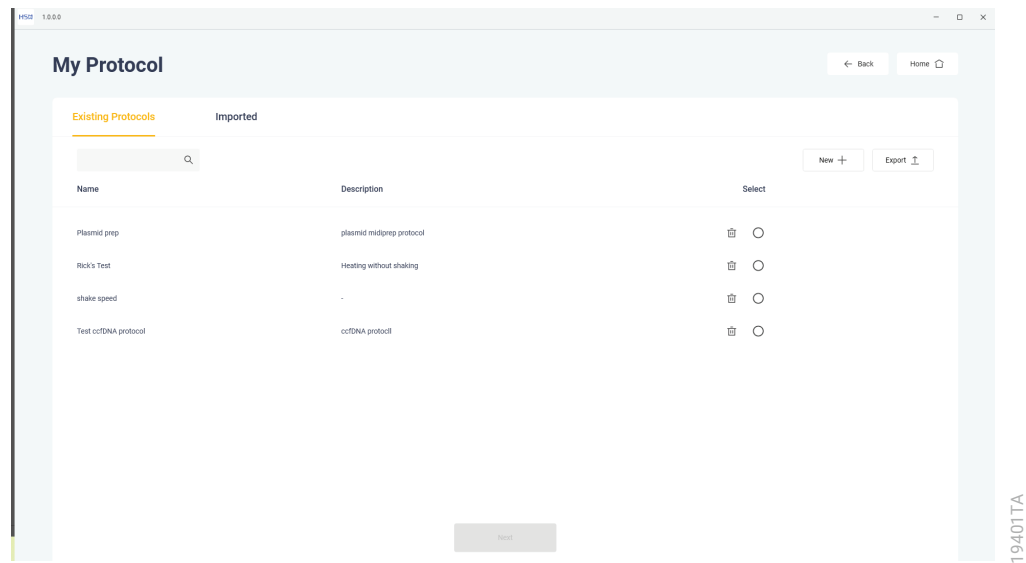 1.0.0.0
My Protocol
Back
Home
Existing Protocols
Imported
New
Export
Name Description Select
Plasmid prep plasmid midiprep protocol
Rick's Test Heating without shaking
shake speed -
Test ccfDNA protocol ccfDNA protocll
Next
19401TA